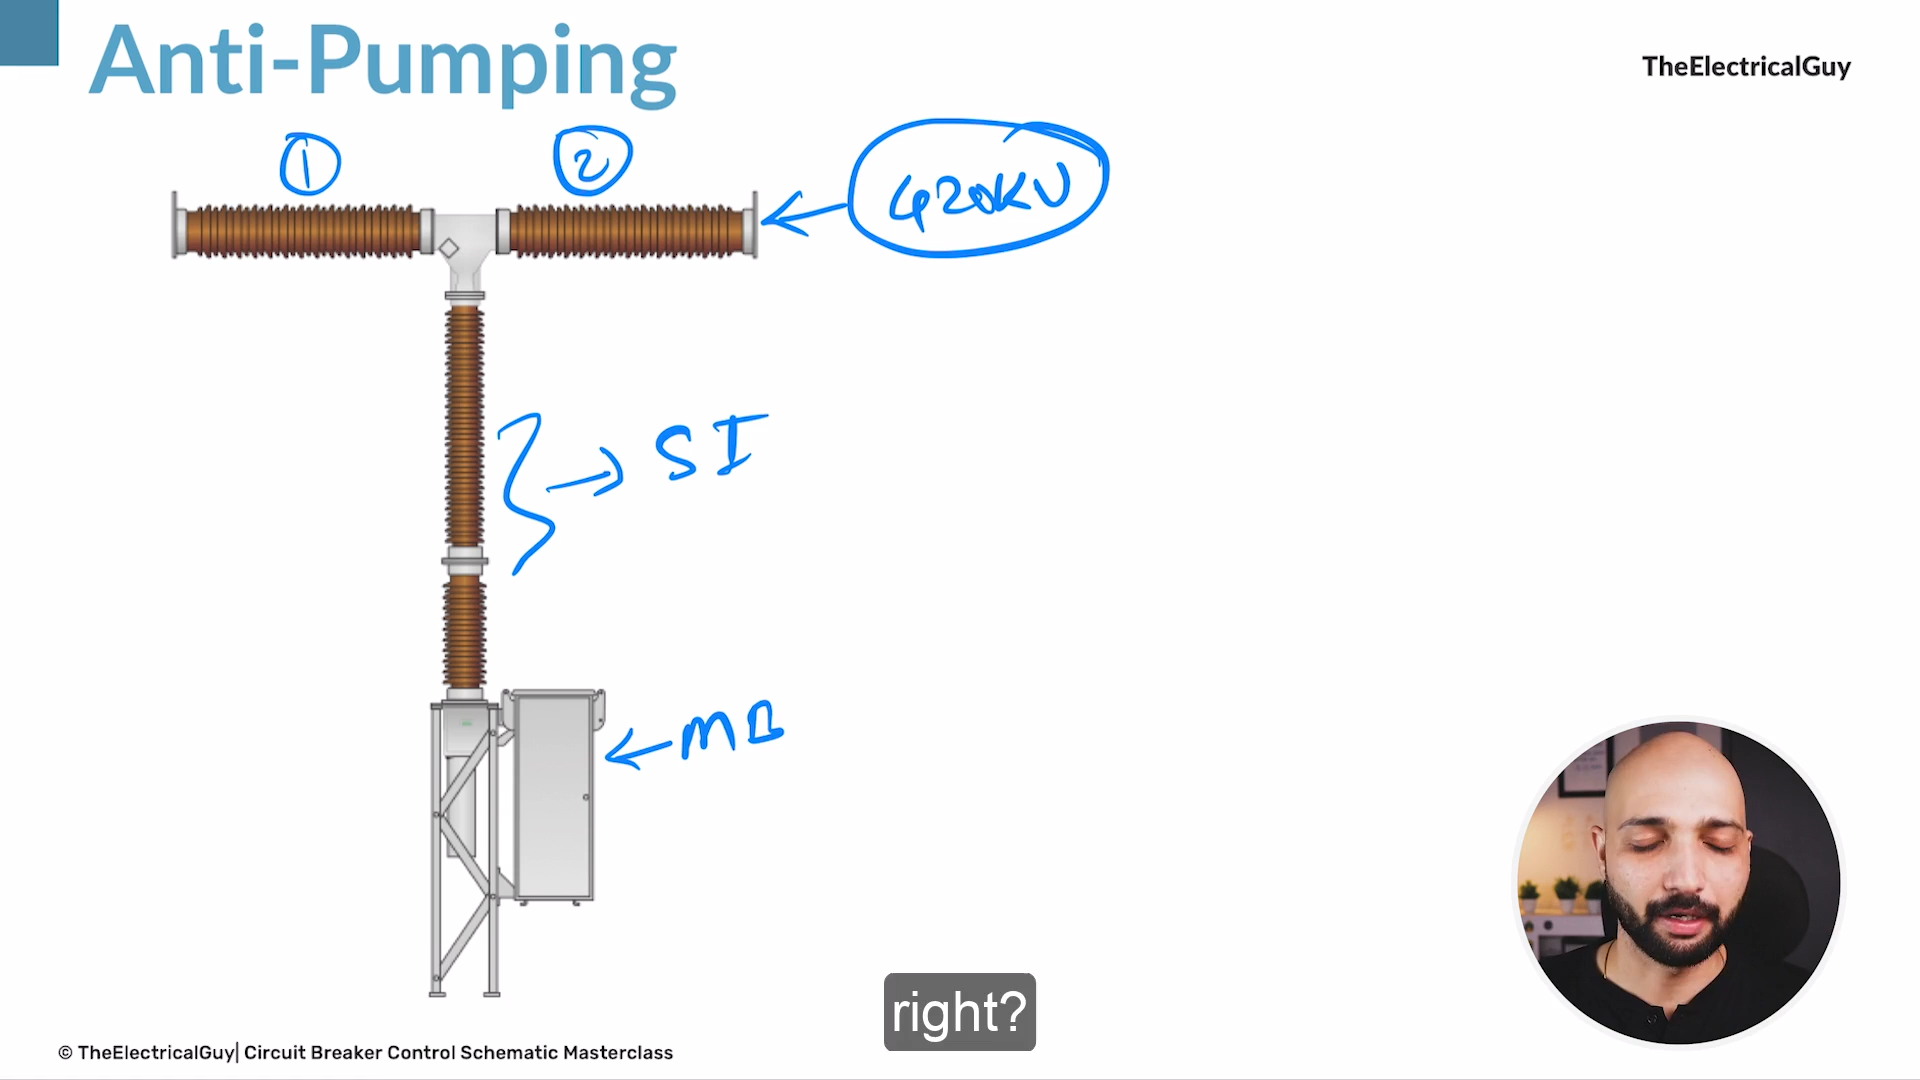 Anti-Pumping
TheElectricalGuy
1
2
420KV
SI
MB
right?
© TheElectricalGuy| Circuit Breaker Control Schematic Masterclass